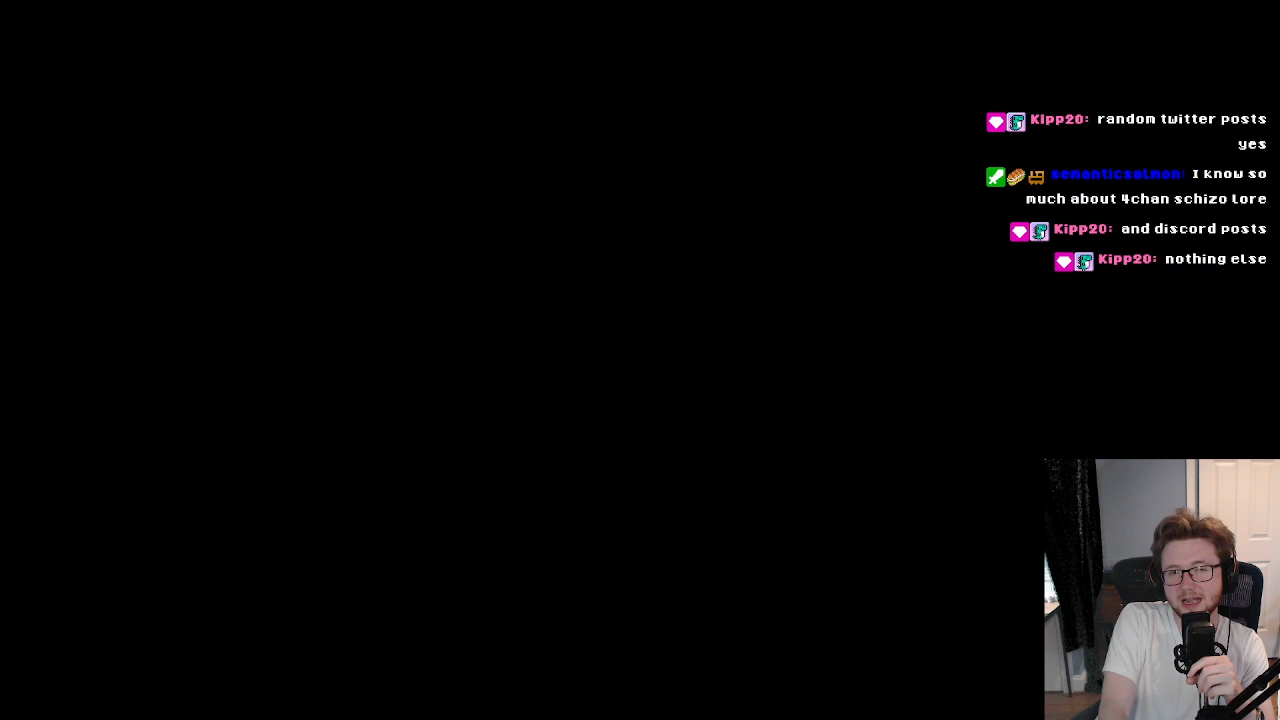 Kipp20: random twitter posts
yes
semanticsalmon: I know so
much about 4chan schizo lore
Kipp20: and discord posts
Kipp20: nothing else